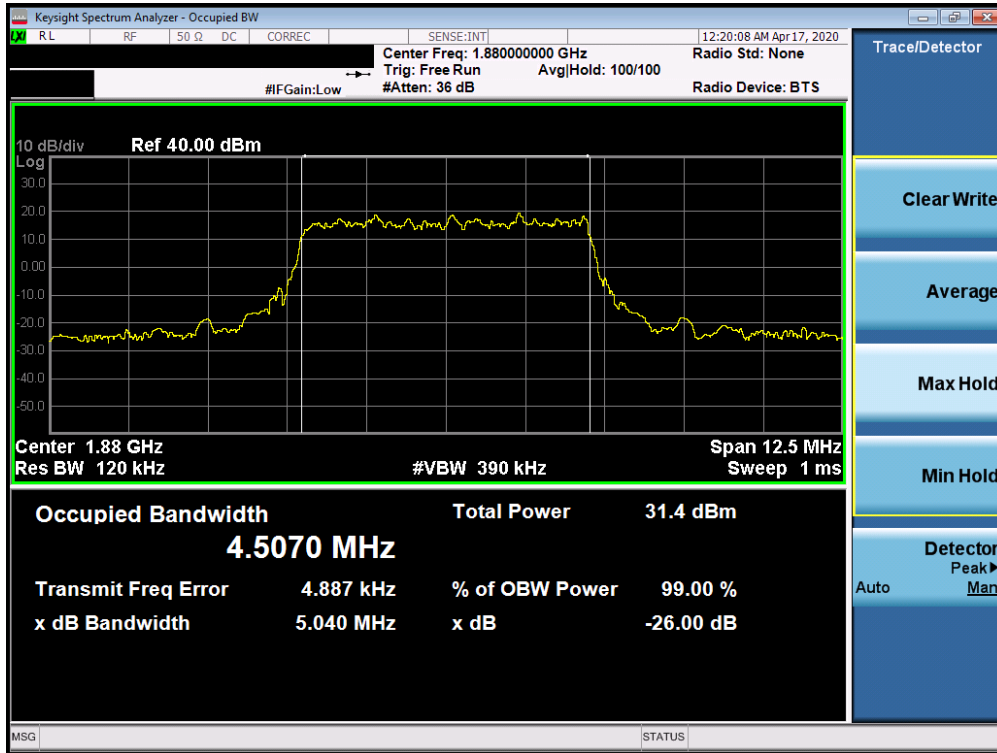 Keysight Spectrum Analyzer - Occupied BW
LXI RL RF 50 Ω DC CORREC SENSE:INT 12:20:08 AM Apr 17, 2020
Center Freq: 1.880000000 GHz Radio Std: None
Trig: Free Run Avg|Hold: 100/100
#IFGain:Low #Atten: 36 dB Radio Device: BTS
10 dB/div Ref 40.00 dBm
Log
30.0
20.0
10.0
0.00
-10.0
-20.0
-30.0
-40.0
-50.0
Center 1.88 GHz Span 12.5 MHz
Res BW 120 kHz #VBW 390 kHz Sweep 1 ms
Occupied Bandwidth Total Power 31.4 dBm
4.5070 MHz
Transmit Freq Error 4.887 kHz % of OBW Power 99.00 %
x dB Bandwidth 5.040 MHz x dB -26.00 dB
MSG STATUS
Trace/Detector
Clear Write
Average
Max Hold
Min Hold
Detector
Peak▶
Auto Man